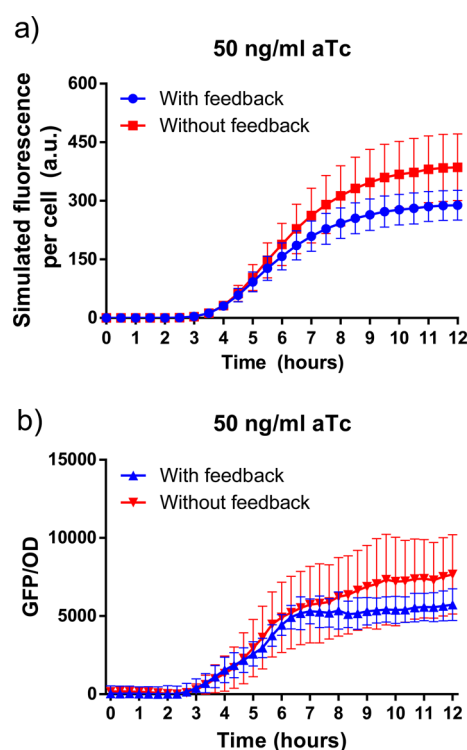 a)
50 ng/ml aTc
With feedback
Without feedback
Simulated fluorescence
per cell (a.u.)
600
450
300
150
0
0 1 2 3 4 5 6 7 8 9 10 11 12
Time (hours)
b)
50 ng/ml aTc
With feedback
Without feedback
GFP/OD
15000
10000
5000
0
0 1 2 3 4 5 6 7 8 9 10 11 12
Time (hours)